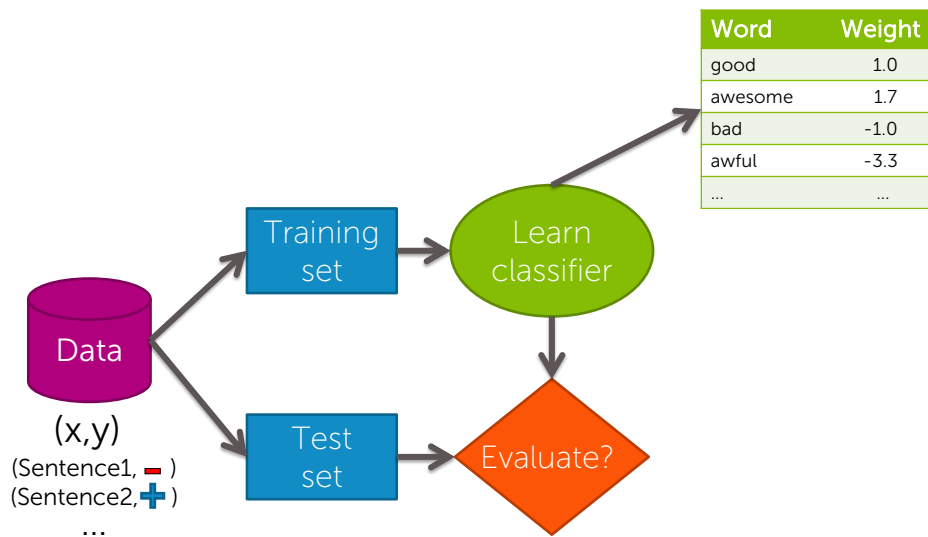 Word Weight
good 1.0
awesome 1.7
bad -1.0
awful -3.3
... ...
Training
set
Learn
classifier
Data
(x,y)
(Sentence1, - )
(Sentence2, + )
...
Test
set
Evaluate?